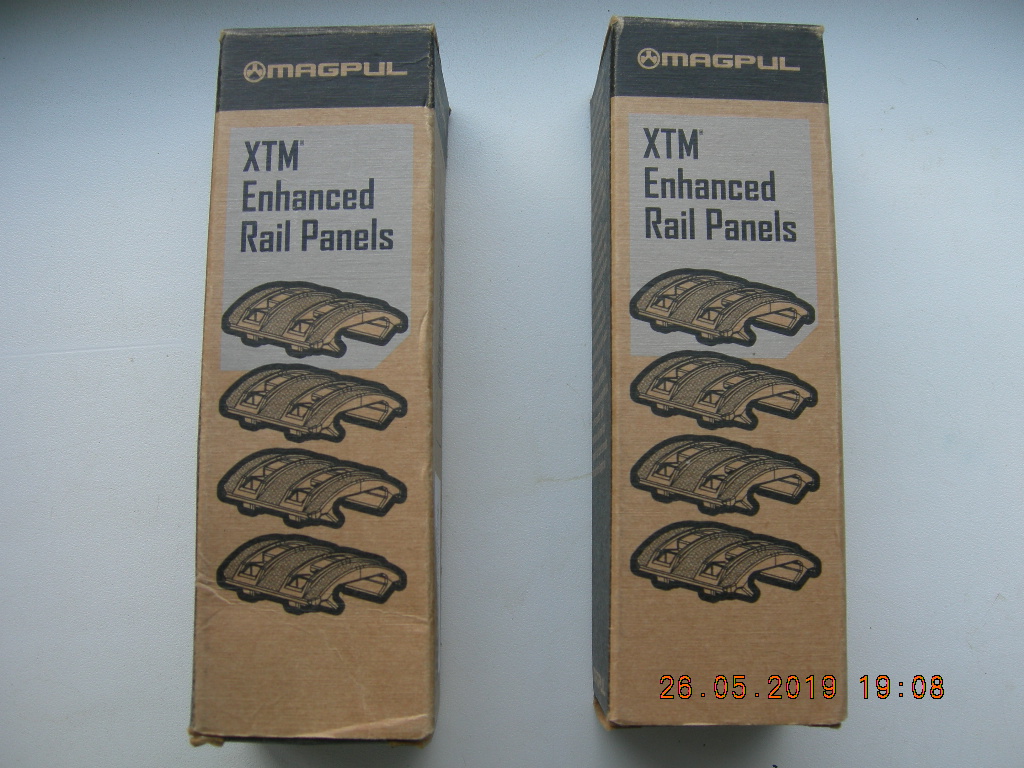 MAGPUL
XTM®
Enhanced
Rail Panels
MAGPUL
XTM®
Enhanced
Rail Panels
26.05.2019 19:08